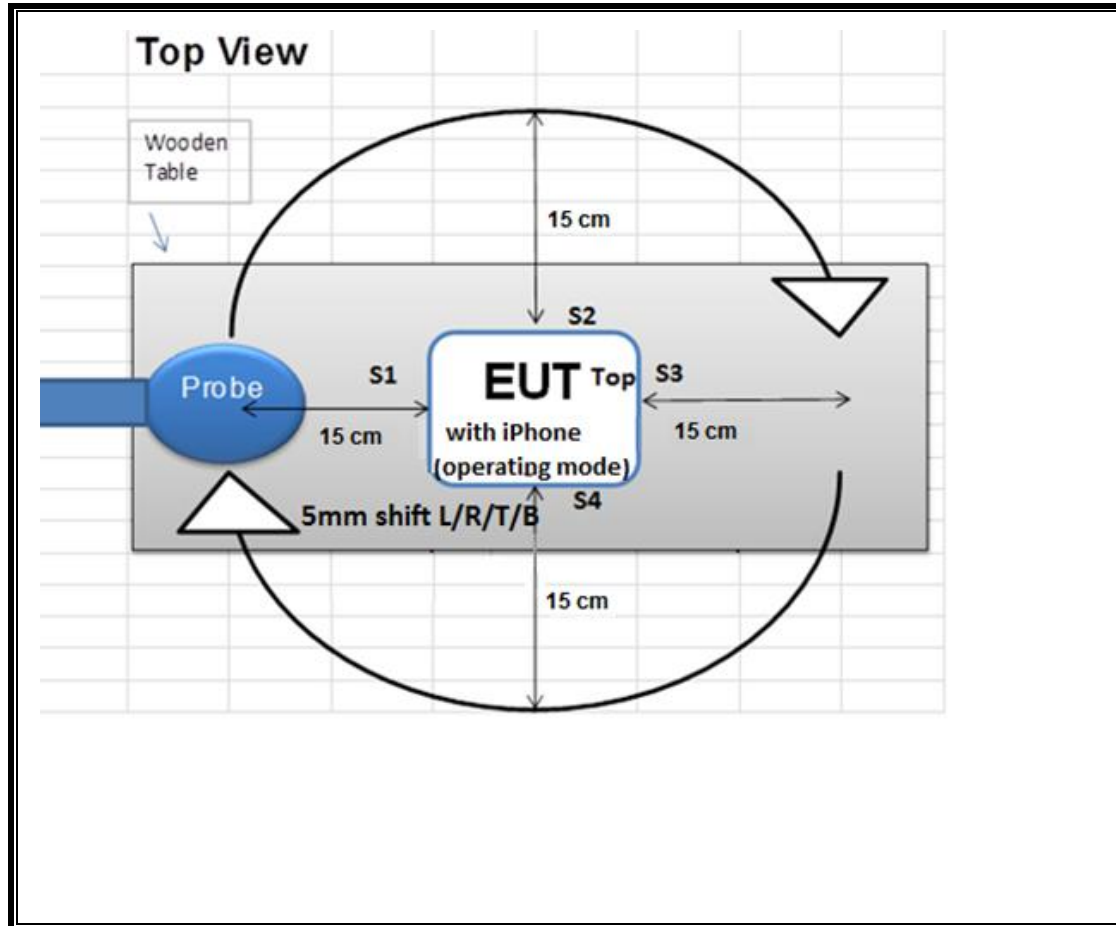 Top View
Wooden
Table
15 cm
S2
Probe
S1
EUT Top
S3
15 cm
with iPhone
(operating mode)
15 cm
S4
5mm shift L/R/T/B
15 cm